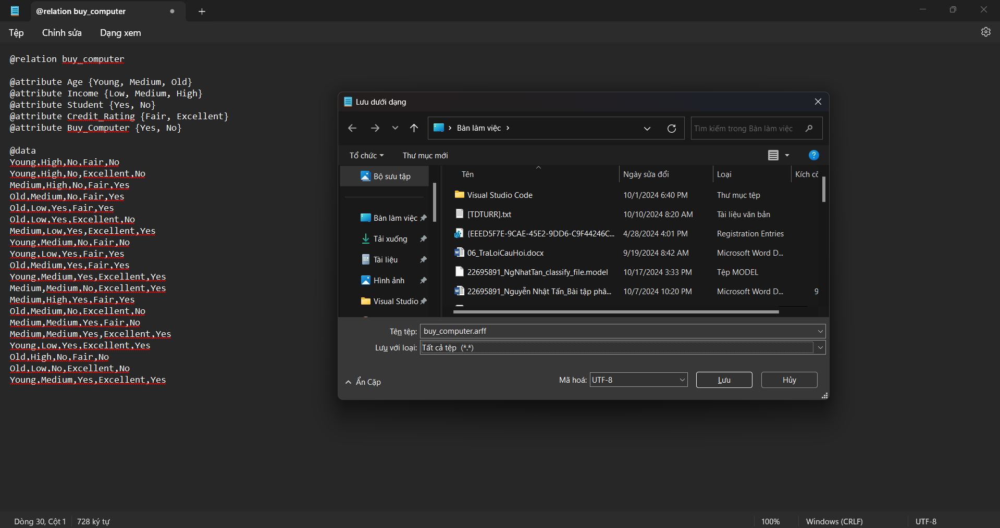 @relation buy_computer
Tệp Chỉnh sửa Dạng xem
@relation buy_computer
@attribute Age {Young, Medium, Old}
@attribute Income {Low, Medium, High}
@attribute Student {Yes, No}
@attribute Credit_Rating {Fair, Excellent}
@attribute Buy_Computer {Yes, No}
@data
Young,High,No,Fair,No
Young,High,No,Excellent,No
Medium,High,No,Fair,Yes
Old,Medium,No,Fair,Yes
Old,Low,Yes,Fair,Yes
Old,Low,Yes,Excellent,No
Medium,Low,Yes,Excellent,Yes
Young,Medium,No,Fair,No
Young,Low,Yes,Fair,Yes
Old,Medium,Yes,Fair,Yes
Young,Medium,Yes,Excellent,Yes
Medium,Medium,No,Excellent,Yes
Medium,High,Yes,Fair,Yes
Old,Medium,No,Excellent,No
Medium,Medium,Yes,Fair,No
Medium,Medium,Yes,Excellent,Yes
Young,Low,Yes,Excellent,Yes
Old,High,No,Fair,No
Old,Low,No,Excellent,No
Young,Medium,Yes,Excellent,Yes
Lưu dưới dạng
Bàn làm việc
Tìm kiếm trong Bàn làm việc
Tổ chức Thư mục mới
Bộ sưu tập
Bàn làm việc
Tải xuống
Tài liệu
Hình ảnh
Visual Studio
Tên Ngày sửa đổi Loại Kích cỡ
Visual Studio Code 10/1/2024 6:40 PM Thư mục tệp
[TDTURR].txt 10/10/2024 8:20 AM Tài liệu văn bản
{EEED5F7E-9CAE-45E2-9DD6-C9F44246C... 4/28/2024 4:01 PM Registration Entries
06_TraLoiCauHoi.docx 9/19/2024 8:42 AM Microsoft Word D...
22695891_NgNhatTan_classify_file.model 10/17/2024 3:33 PM Tệp MODEL
22695891_Nguyễn Nhật Tấn_Bài tập phâ... 10/7/2024 10:20 PM Microsoft Word D... 9
Tên tệp: buy_computer.arff
Lưu với loại: Tất cả tệp (*.*)
Ẩn Cặp Mã hoá: UTF-8 Lưu Hủy
Dòng 30, Cột 1 728 ký tự 100% Windows (CRLF) UTF-8